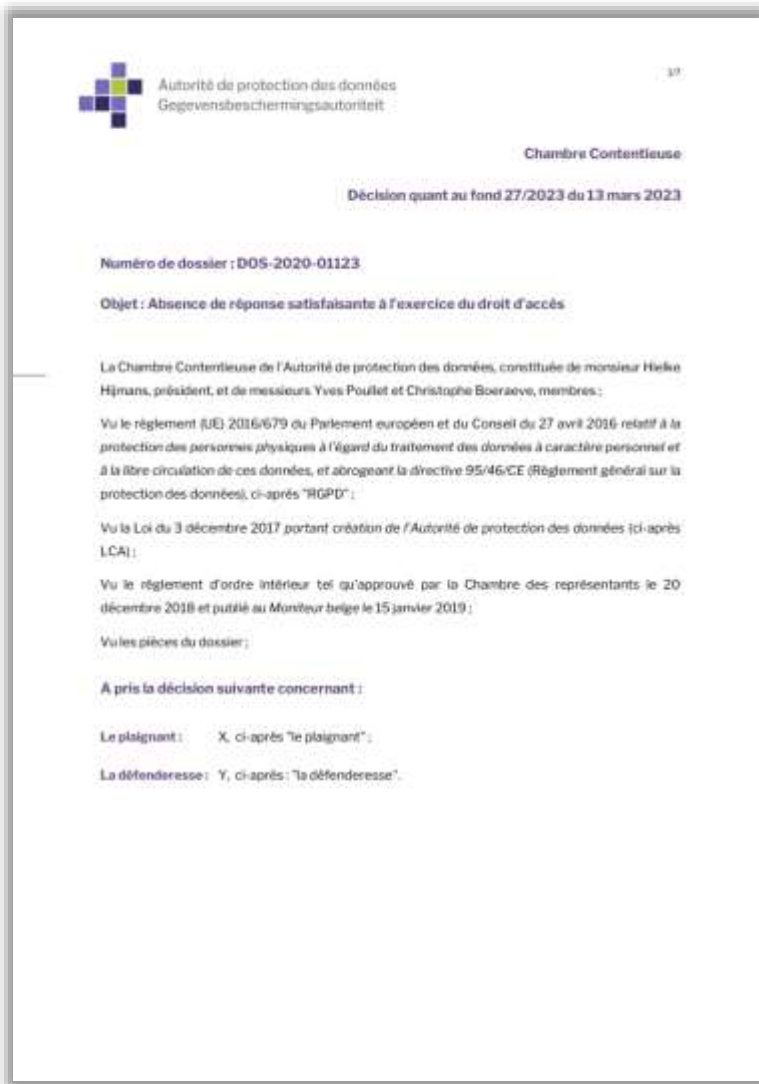 Autorité de protection des données
Gegevensbeschermingsautoriteit
1/7
Chambre Contentieuse
Décision quant au fond 27/2023 du 13 mars 2023
Numéro de dossier : DOS-2020-01123
Objet : Absence de réponse satisfaisante à l'exercice du droit d'accès
La Chambre Contentieuse de l'Autorité de protection des données, constituée de monsieur Hielke
Hijmans, président, et de messieurs Yves Poullet et Christophe Boeraeve, membres ;
Vu le règlement (UE) 2016/679 du Parlement européen et du Conseil du 27 avril 2016 relatif à la
protection des personnes physiques à l'égard du traitement des données à caractère personnel et
à la libre circulation de ces données, et abrogeant la directive 95/46/CE (Règlement général sur la
protection des données), ci-après "RGPD" ;
Vu la Loi du 3 décembre 2017 portant création de l'Autorité de protection des données (ci-après
LCA) ;
Vu le règlement d'ordre intérieur tel qu'approuvé par la Chambre des représentants le 20
décembre 2018 et publié au Moniteur belge le 15 janvier 2019 ;
Vu les pièces du dossier ;
A pris la décision suivante concernant :
Le plaignant : X, ci-après "le plaignant" ;
La défenderesse : Y, ci-après : "la défenderesse".